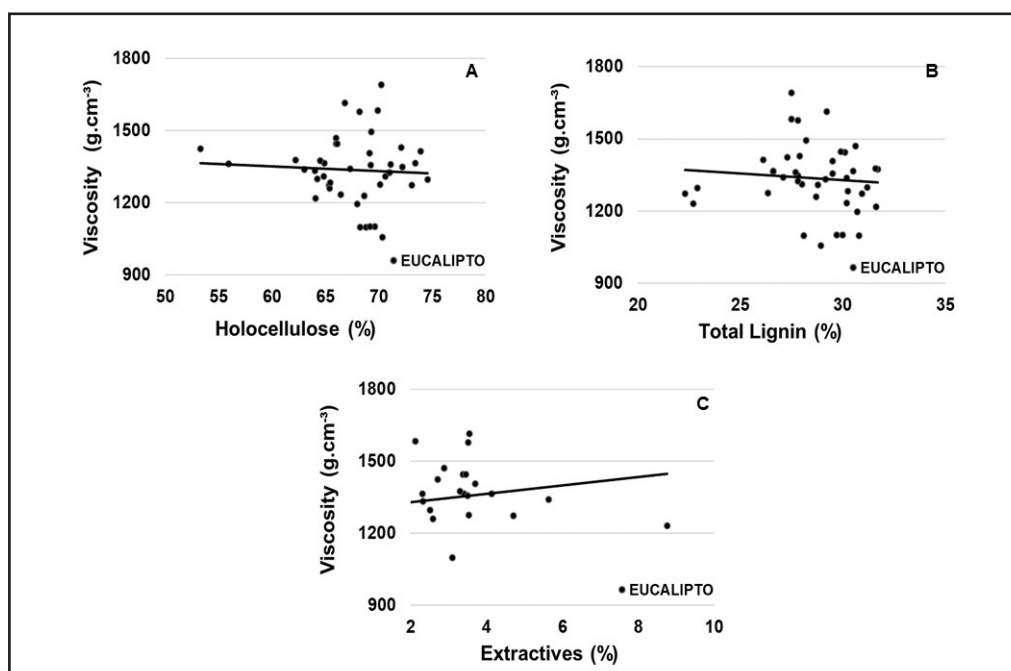 1800
A
1500
1200
900
Viscosity (g.cm⁻³)
EUCALIPTO
50 55 60 65 70 75 80
Holocellulose (%)
1800
B
1500
1200
900
Viscosity (g.cm⁻³)
EUCALIPTO
20 25 30 35
Total Lignin (%)
1800
C
1500
1200
900
Viscosity (g.cm⁻³)
EUCALIPTO
2 4 6 8 10
Extractives (%)